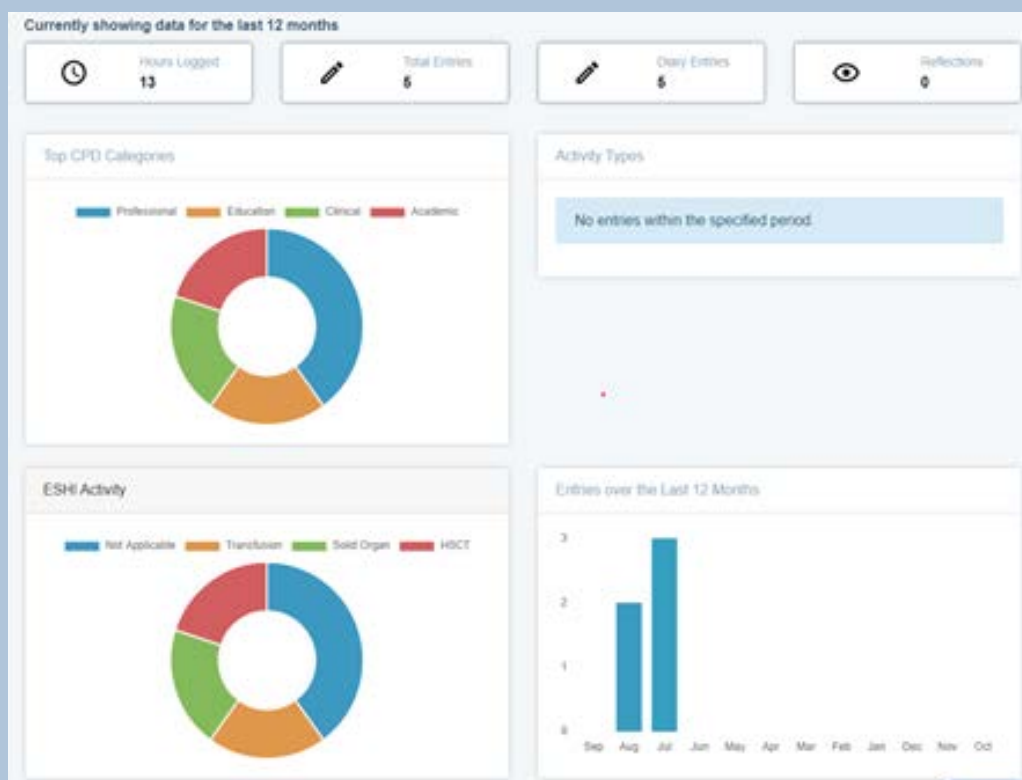 Currently showing data for the last 12 months
Hours Logged
13
Total Entries
5
Diary Entries
5
Reflections
0
Top CPD Categories
Professional Education Clinical Academic
Activity Types
No entries within the specified period.
ESHI Activity
Not Applicable Transfusion Solid Organ HSCT
Entries over the Last 12 Months
3
2
1
0
Sep Aug Jul Jun May Apr Mar Feb Jan Dec Nov Oct